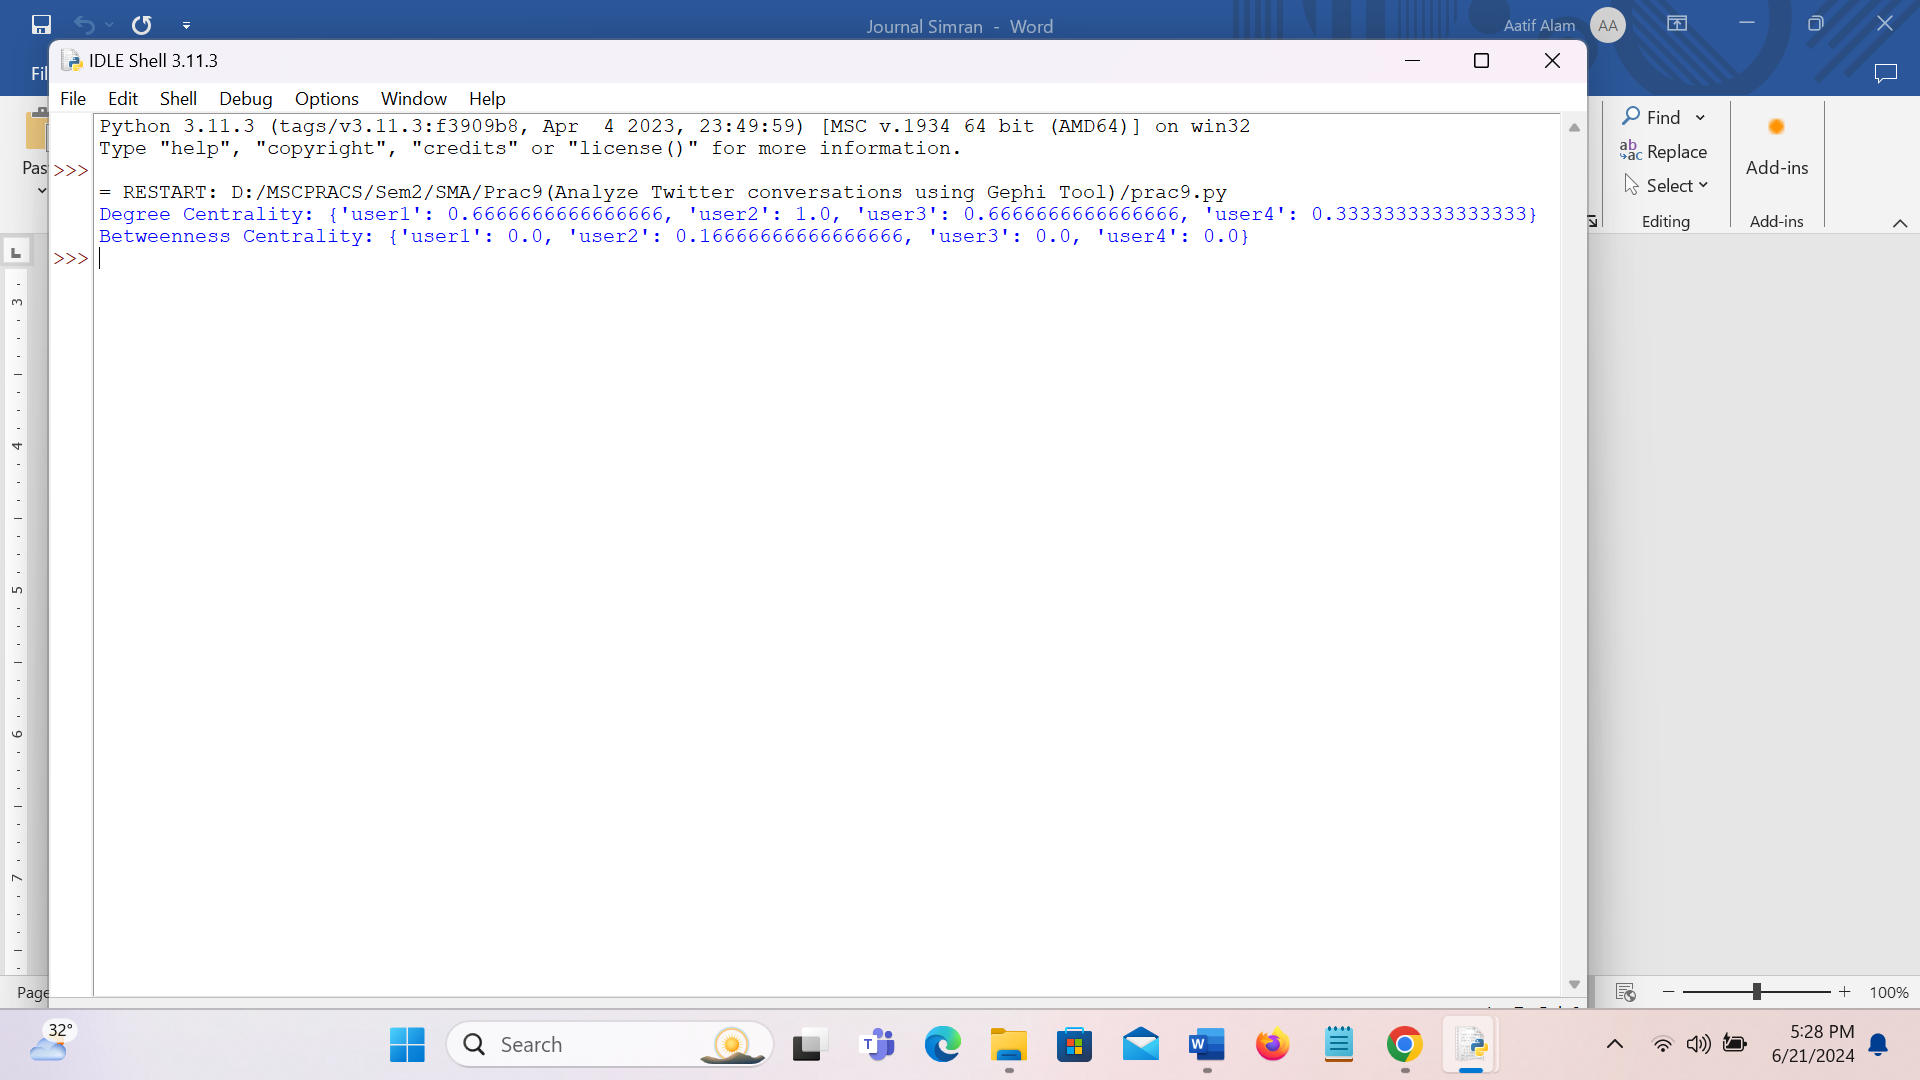 Journal Simran - Word
Aatif Alam
AA
Fil
IDLE Shell 3.11.3
File Edit Shell Debug Options Window Help
Python 3.11.3 (tags/v3.11.3:f3909b8, Apr  4 2023, 23:49:59) [MSC v.1934 64 bit (AMD64)] on win32
Type "help", "copyright", "credits" or "license()" for more information.
>>>
= RESTART: D:/MSCPRACS/Sem2/SMA/Prac9(Analyze Twitter conversations using Gephi Tool)/prac9.py
Degree Centrality: {'user1': 0.6666666666666666, 'user2': 1.0, 'user3': 0.6666666666666666, 'user4': 0.3333333333333333}
Betweenness Centrality: {'user1': 0.0, 'user2': 0.16666666666666666, 'user3': 0.0, 'user4': 0.0}
>>>
Pas
Find
Replace
Select
Editing
Add-ins
Add-ins
3
4
5
6
7
Page
100%
32°
Search
5:28 PM
6/21/2024